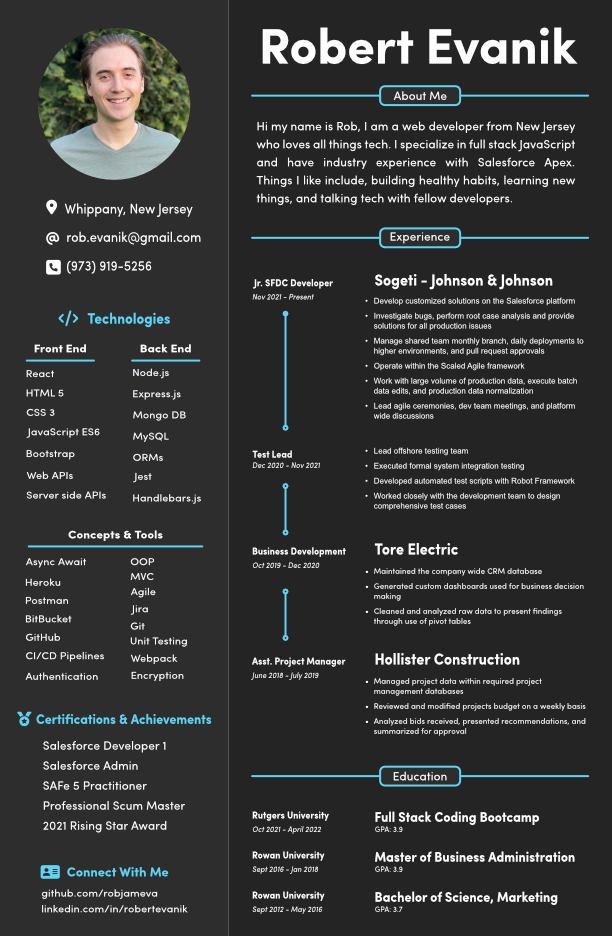 Robert Evanik
Whippany, New Jersey
@ rob.evanik@gmail.com
(973) 919-5256
</> Technologies
Front End
React
HTML 5
CSS 3
JavaScript ES6
Bootstrap
Web APIs
Server side APIs
Back End
Node.js
Express.js
Mongo DB
MySQL
ORMs
Jest
Handlebars.js
Concepts & Tools
Async Await
Heroku
Postman
BitBucket
GitHub
CI/CD Pipelines
Authentication
OOP
MVC
Agile
Jira
Git
Unit Testing
Webpack
Encryption
Certifications & Achievements
Salesforce Developer 1
Salesforce Admin
SAFe 5 Practitioner
Professional Scum Master
2021 Rising Star Award
Connect With Me
github.com/robjameva
linkedin.com/in/robertevanik
About Me
Hi my name is Rob, I am a web developer from New Jersey
who loves all things tech. I specialize in full stack JavaScript
and have industry experience with Salesforce Apex.
Things I like include, building healthy habits, learning new
things, and talking tech with fellow developers.
Experience
Jr. SFDC Developer
Nov 2021 - Present
Sogeti - Johnson & Johnson
• Develop customized solutions on the Salesforce platform
• Investigate bugs, perform root case analysis and provide
solutions for all production issues
• Manage shared team monthly branch, daily deployments to
higher environments, and pull request approvals
• Operate within the Scaled Agile framework
• Work with large volume of production data, execute batch
data edits, and production data normalization
• Lead agile ceremonies, dev team meetings, and platform
wide discussions
Test Lead
Dec 2020 - Nov 2021
• Lead offshore testing team
• Executed formal system integration testing
• Developed automated test scripts with Robot Framework
• Worked closely with the development team to design
comprehensive test cases
Business Development
Oct 2019 - Dec 2020
Tore Electric
• Maintained the company wide CRM database
• Generated custom dashboards used for business decision
making
• Cleaned and analyzed raw data to present findings
through use of pivot tables
Asst. Project Manager
June 2018 - July 2019
Hollister Construction
• Managed project data within required project
management databases
• Reviewed and modified projects budget on a weekly basis
• Analyzed bids received, presented recommendations, and
summarized for approval
Education
Rutgers University
Oct 2021 - April 2022
Full Stack Coding Bootcamp
GPA: 3.9
Rowan University
Sept 2016 - Jan 2018
Master of Business Administration
GPA: 3.9
Rowan University
Sept 2012 - May 2016
Bachelor of Science, Marketing
GPA: 3.7